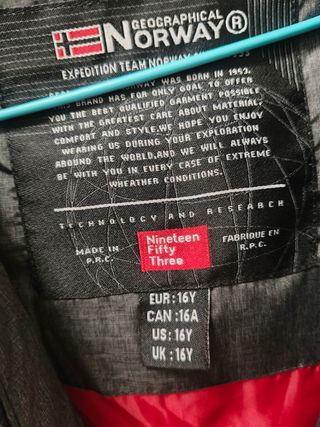 GEOGRAPHICAL
NORWAY®
EXPEDITION TEAM NORWAY
NORWAY WAS BORN IN 1953.
THIS BRAND HAS FOR ONLY GOAL TO OFFER
YOU THE BEST QUALIFIED GARMENT POSSIBLE
WITH THE GREATEST CARE ABOUT MATERIAL
COMFORT AND STYLE.WE HOPE YOU ENJOY
WEARING US DURING YOUR EXPLORATION
AROUND THE WORLD.AND WE WILL ALWAYS
BE WITH YOU IN EVERY CASE OF EXTREME
WHEATHER CONDITIONS.
TECHNOLOGY AND RESEARCH
MADE IN
P.R.C.
Nineteen
Fifty
Three
FABRIQUE EN
R.P.C.
EUR: 16Y
CAN: 16A
US: 16Y
UK: 16Y